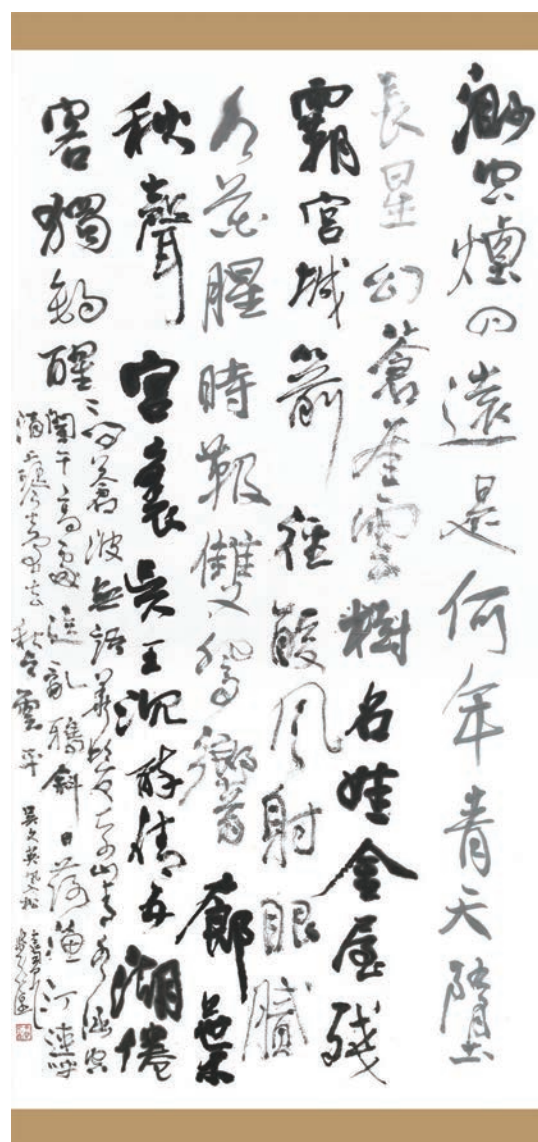 渺空煙四遠是何年青天墜
長星幻蒼崖雲樹名娃金屋殘
霸宮城箭徑酸風射眼膩
水花腥時靸雙鴛響廊葉
秋聲宮裏吳王沉醉倩五湖倦
客獨釣醒
醒問蒼波無語華髮奈山青水涵空
闌干高處送亂鴉斜日落漁汀連呼
酒上琴臺去秋與雲平 吳文英